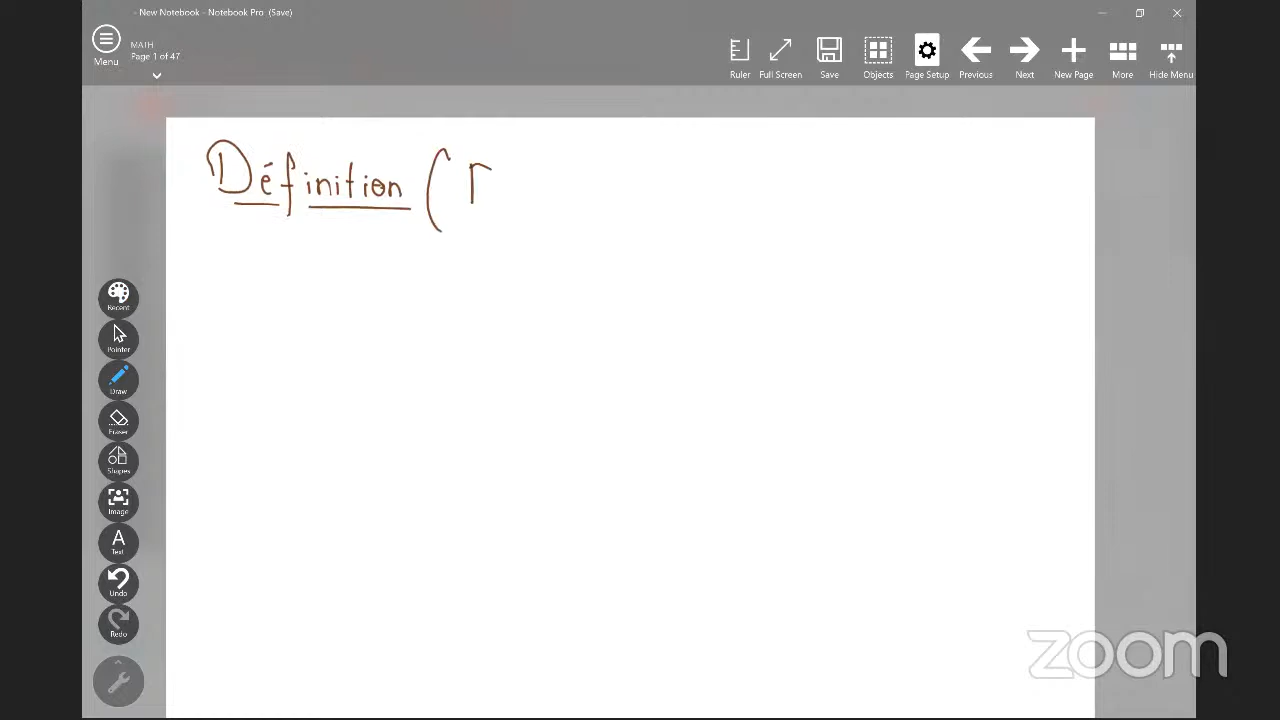 - New Notebook - Notebook Pro (Save)
Menu
MATH
Page 1 of 47
Ruler
Full Screen
Save
Objects
Page Setup
Previous
Next
New Page
More
Hide Menu
Définition (
Recent
Pointer
Draw
Eraser
Shapes
Image
A
Text
Undo
Redo
zoom